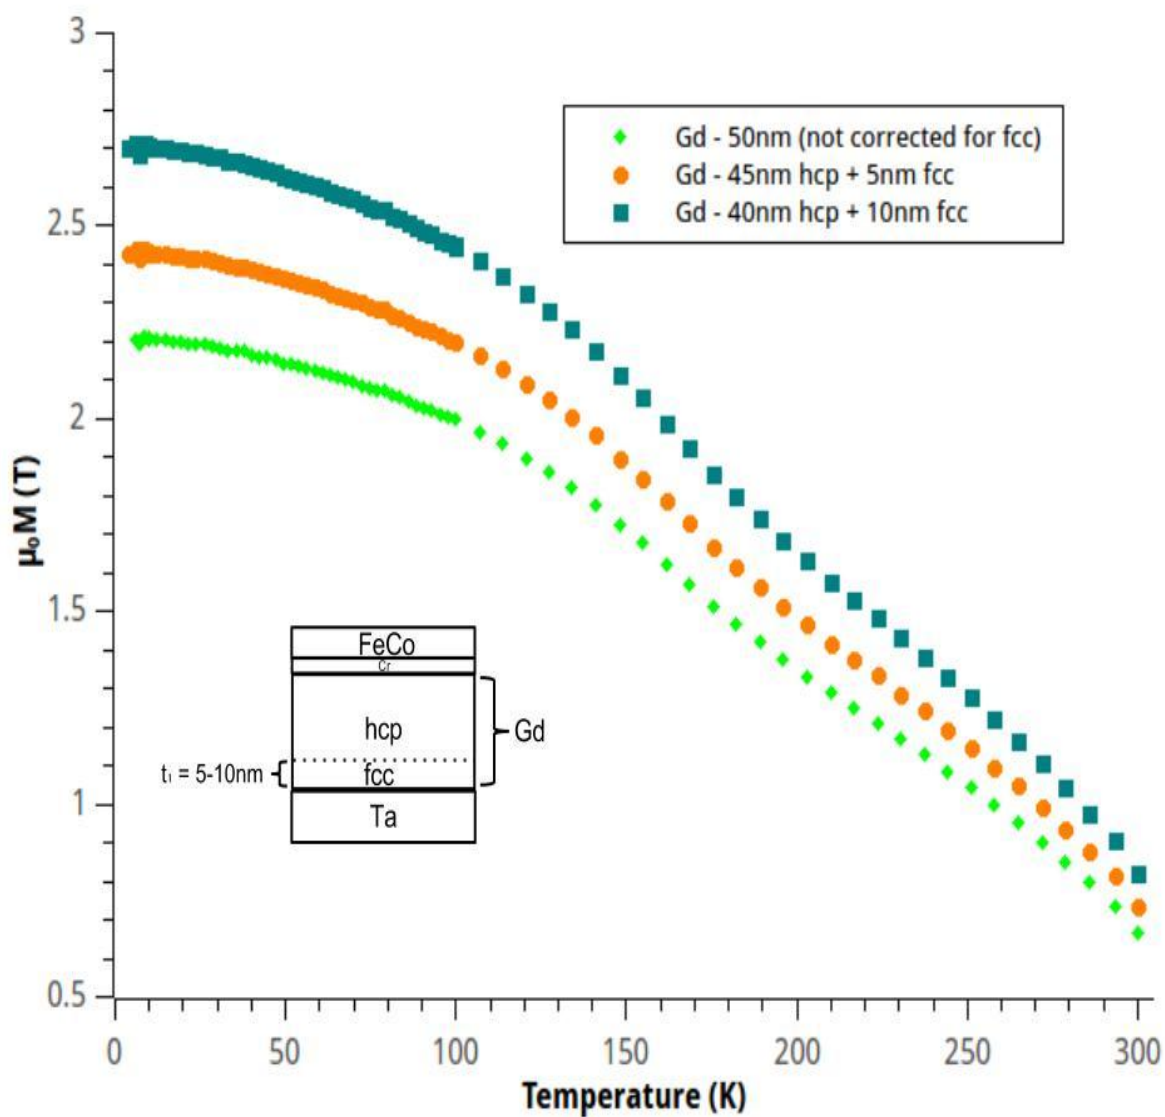 3
2.5
2
1.5
1
0.5
μ₀M (T)
Gd - 50nm (not corrected for fcc)
Gd - 45nm hcp + 5nm fcc
Gd - 40nm hcp + 10nm fcc
FeCo
Cr
hcp
Gd
t₁ = 5-10nm
fcc
Ta
0 50 100 150 200 250 300
Temperature (K)